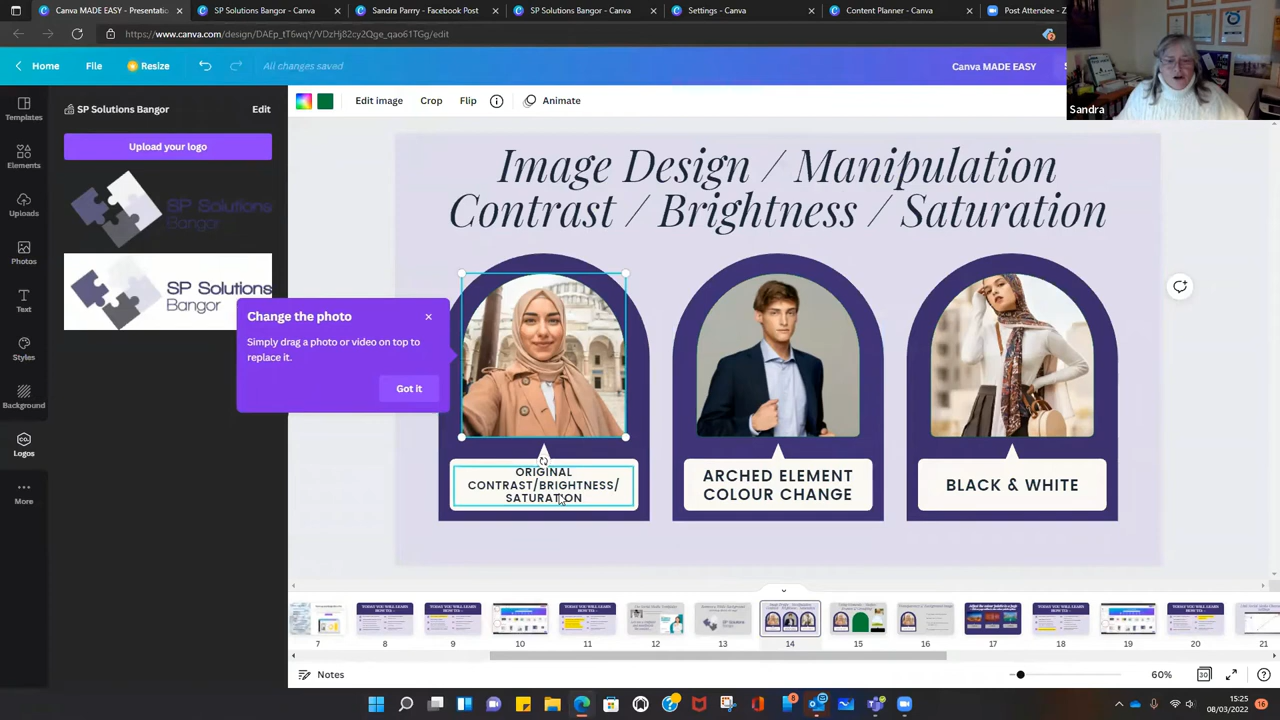 Canva MADE EASY - Presentatio
SP Solutions Bangor - Canva
Sandra Parry - Facebook Post
SP Solutions Bangor - Canva
Settings - Canva
Content Planner - Canva
Post Attendee - Z
https://www.canva.com/design/DAEp_tT6wqY/VDzHj82cy2Qge_qao61TGg/edit
Home
File
Resize
All changes saved
Canva MADE EASY
Sandra
SP Solutions Bangor
Edit
Edit image
Crop
Flip
Animate
Upload your logo
Templates
Elements
Uploads
Photos
Text
Styles
Background
Logos
More
SP Solutions
Bangor
SP Solutions
Bangor
Change the photo
Simply drag a photo or video on top to
replace it.
Got it
Image Design / Manipulation
Contrast / Brightness / Saturation
ORIGINAL
CONTRAST/BRIGHTNESS/
SATURATION
ARCHED ELEMENT
COLOUR CHANGE
BLACK & WHITE
7
8
9
10
11
12
13
14
15
16
17
18
19
20
21
Notes
60%
30
15:25
08/03/2022
16